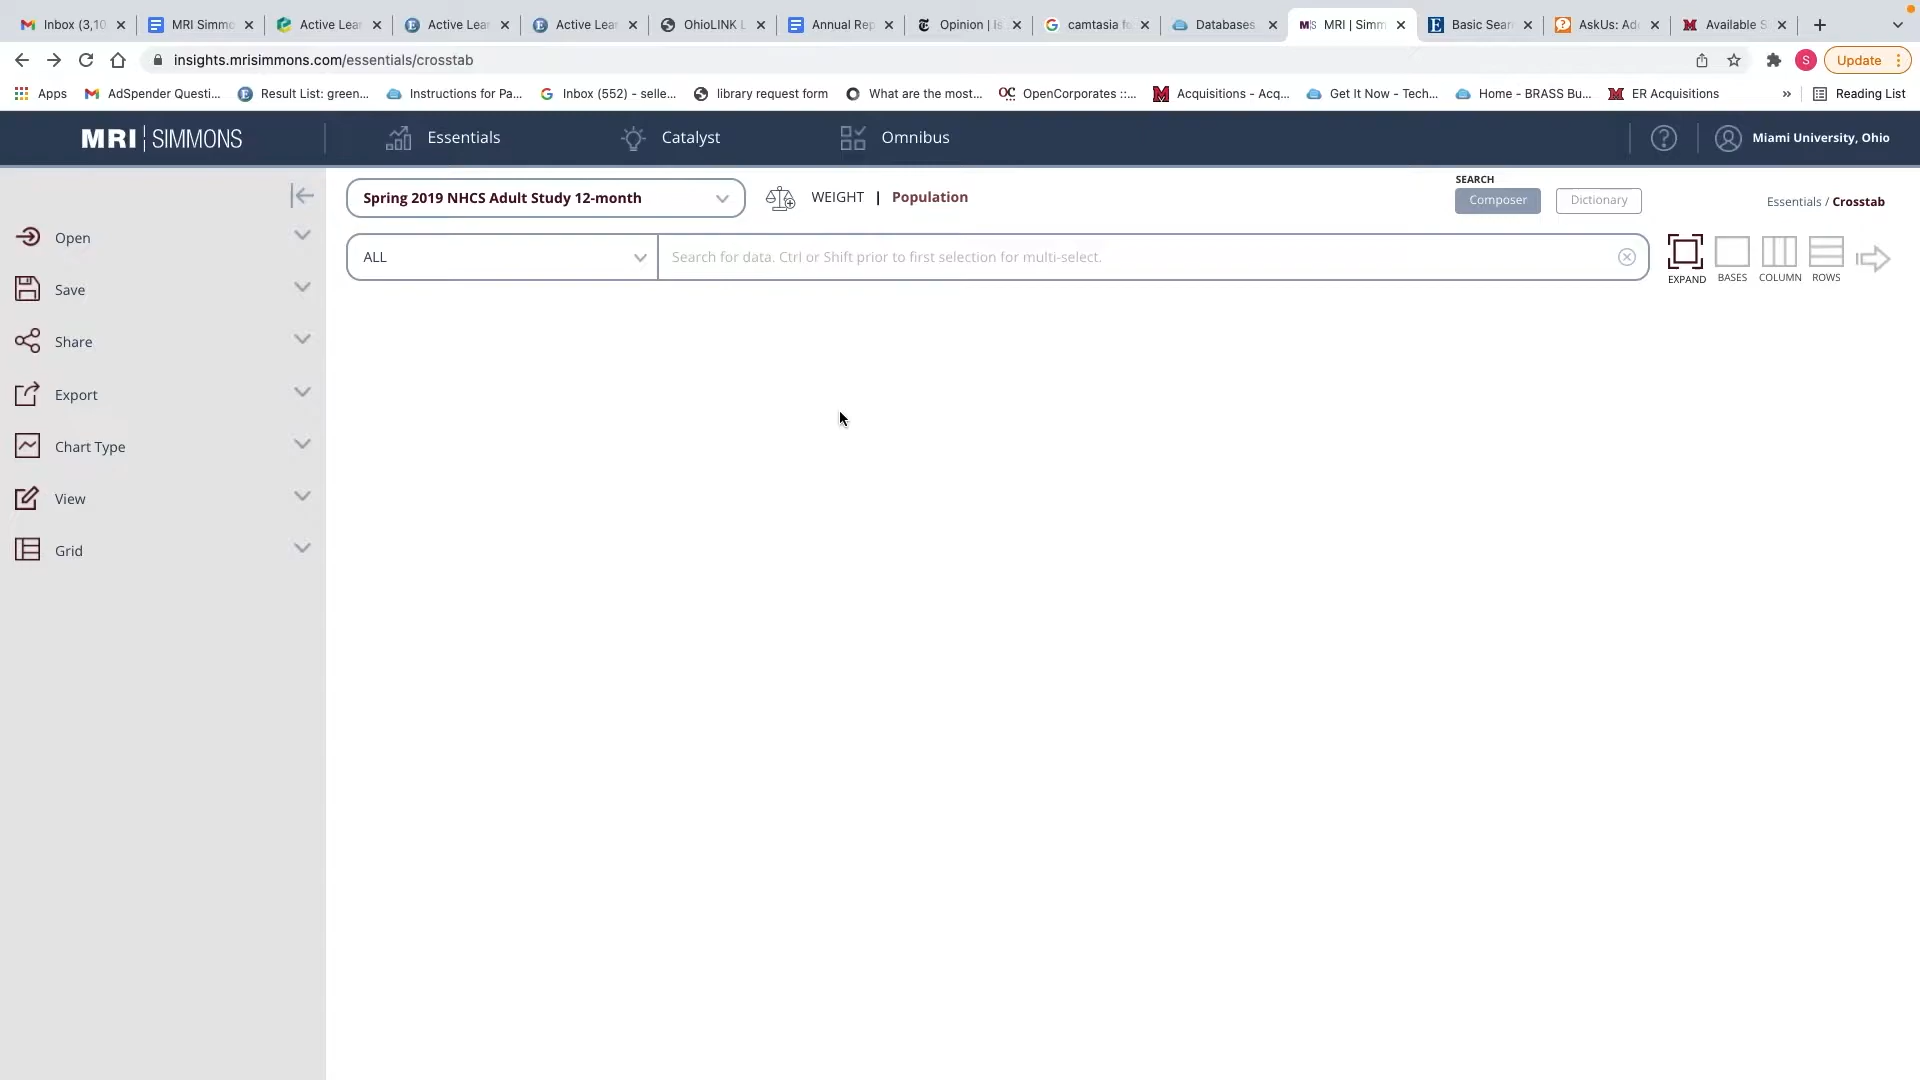 Inbox (3,10
MRI Simmo
Active Lear
Active Lear
Active Lear
OhioLINK L
Annual Rep
Opinion | Is
camtasia fo
Databases
MRI | Simm
Basic Sear
AskUs: Ad
Available S
insights.mrisimmons.com/essentials/crosstab
S
Update
Apps
AdSpender Questi...
Result List: green...
Instructions for Pa...
Inbox (552) - selle...
library request form
What are the most...
OpenCorporates ::...
Acquisitions - Acq...
Get It Now - Tech...
Home - BRASS Bu...
ER Acquisitions
»
Reading List
MRI | SIMMONS
Essentials
Catalyst
Omnibus
?
Miami University, Ohio
Spring 2019 NHCS Adult Study 12-month
WEIGHT | Population
SEARCH
Composer
Dictionary
Essentials / Crosstab
ALL
Search for data. Ctrl or Shift prior to first selection for multi-select.
EXPAND
BASES
COLUMN
ROWS
Open
Save
Share
Export
Chart Type
View
Grid